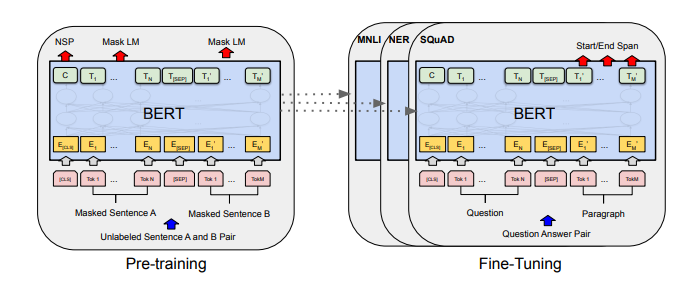 NSP Mask LM Mask LM
C T1 ... TN T[SEP] T1' ... TM'
BERT
E[CLS] E1 ... EN E[SEP] E1' ... EM'
[CLS] Tok 1 ... Tok N [SEP] Tok 1 ... TokM
Masked Sentence A Masked Sentence B
Unlabeled Sentence A and B Pair
Pre-training
MNLI NER SQuAD
Start/End Span
C T1 ... TN T[SEP] T1' ... TM'
BERT
E[CLS] E1 ... EN E[SEP] E1' ... EM'
[CLS] Tok 1 ... Tok N [SEP] Tok 1 ... TokM
Question Paragraph
Question Answer Pair
Fine-Tuning